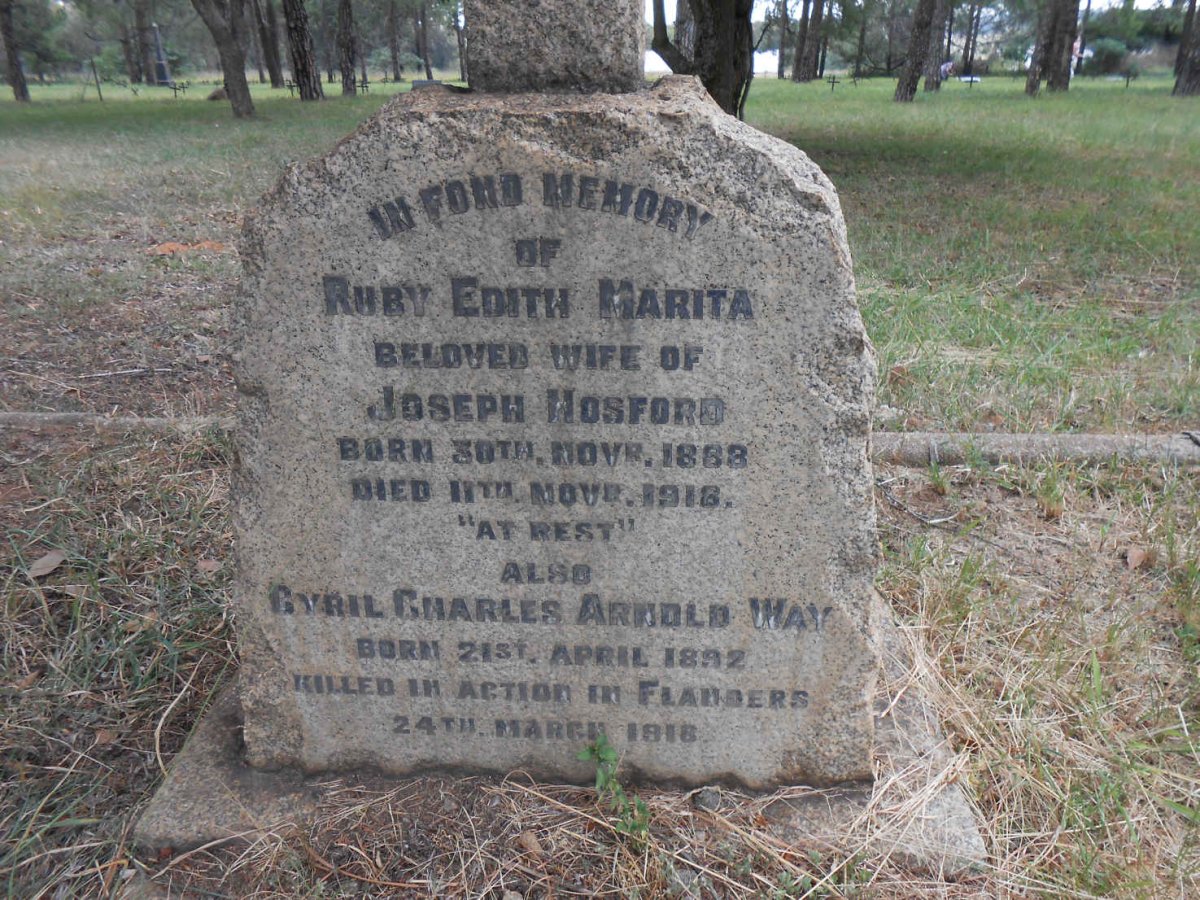 IN FOND MEMORY
OF
RUBY EDITH MARITA
BELOVED WIFE OF
JOSEPH HOSFORD
BORN 30TH. NOVR. 1888
DIED 11TH. NOVR. 1918.
"AT REST"
ALSO
CYRIL CHARLES ARNOLD WAY
BORN 21ST. APRIL 1892
KILLED IN ACTION IN FLANDERS
24TH. MARCH 1918